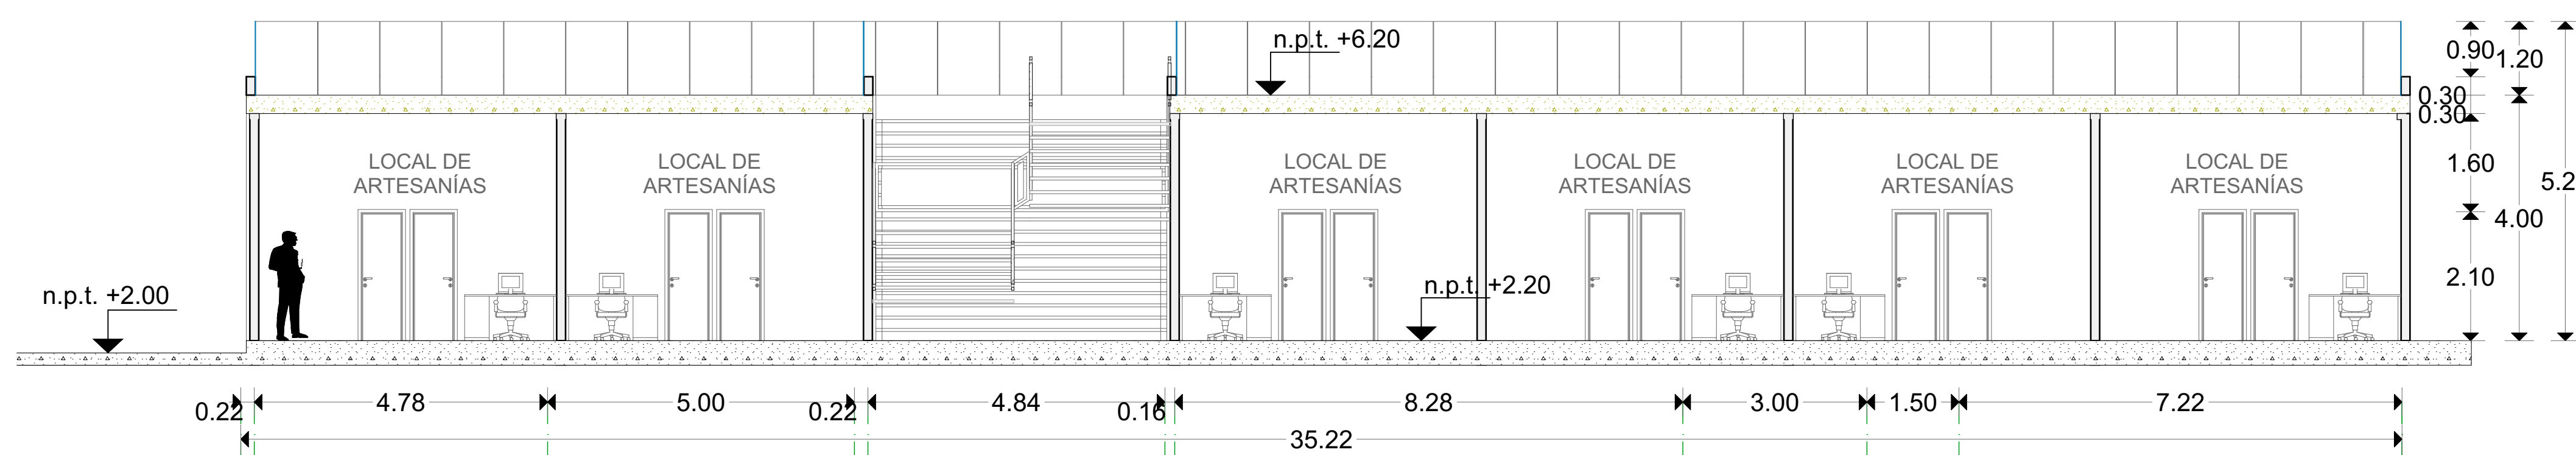 n.p.t. +6.20
0.90
1.20
0.30
0.30
LOCAL DE
ARTESANÍAS
LOCAL DE
ARTESANÍAS
LOCAL DE
ARTESANÍAS
LOCAL DE
ARTESANÍAS
LOCAL DE
ARTESANÍAS
LOCAL DE
ARTESANÍAS
1.60
5.2
4.00
2.10
n.p.t. +2.00
n.p.t. +2.20
0.22
4.78
5.00
0.22
4.84
0.16
8.28
3.00
1.50
7.22
35.22